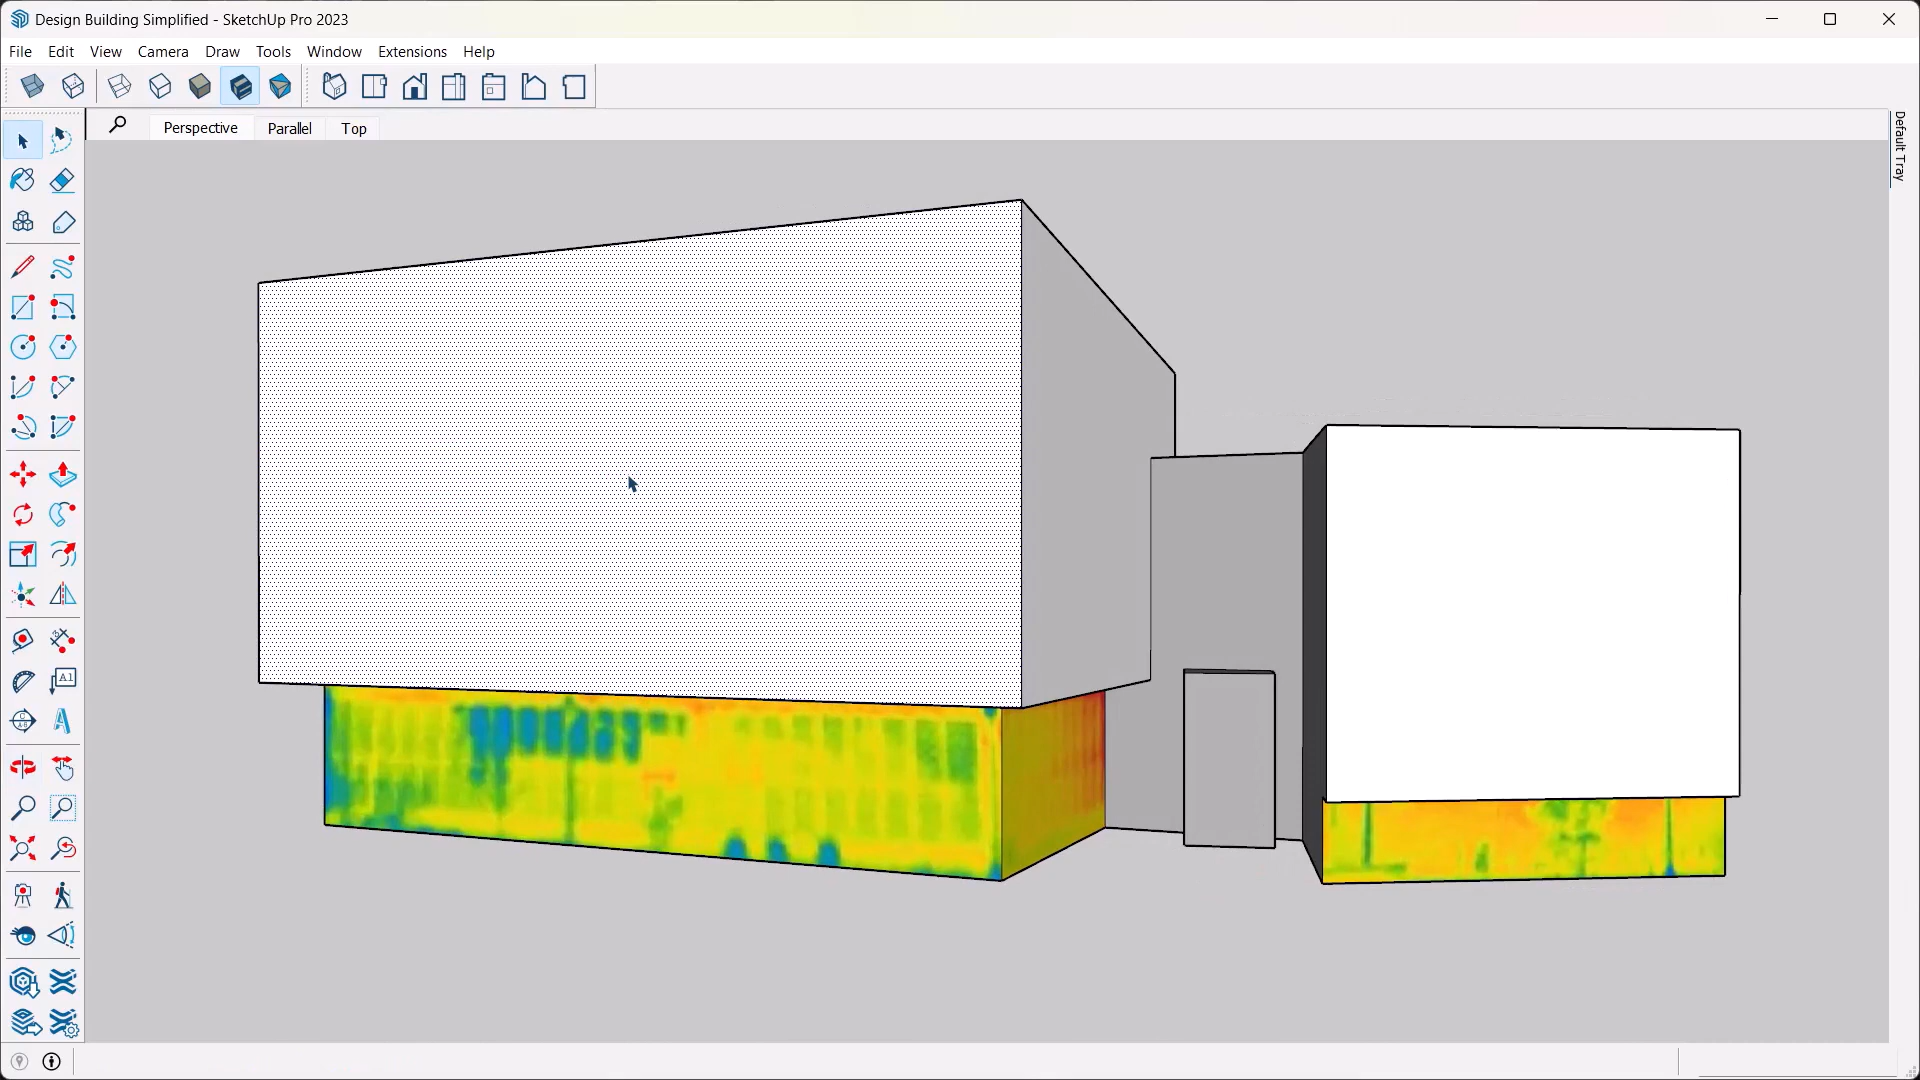 Design Building Simplified - SketchUp Pro 2023
File Edit View Camera Draw Tools Window Extensions Help
Perspective Parallel Top
Default Tray
A1
A